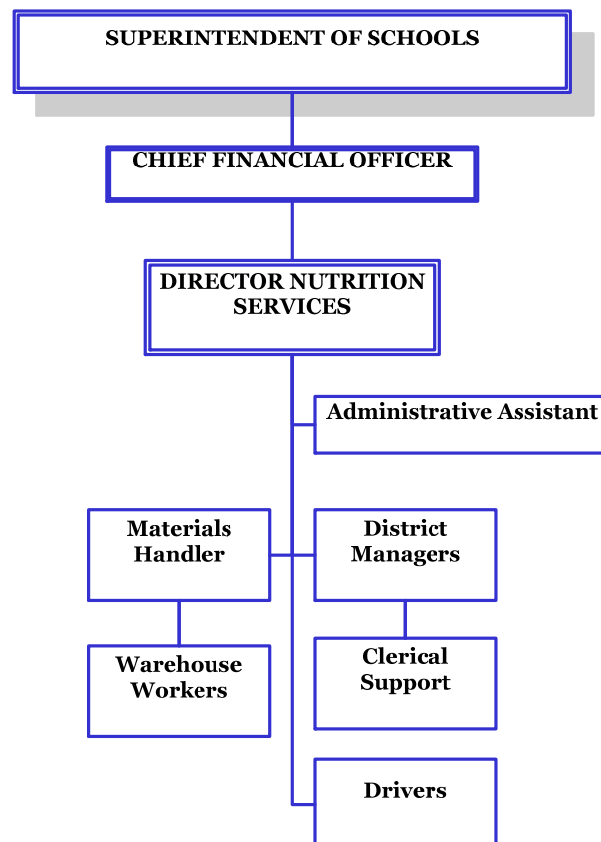 SUPERINTENDENT OF SCHOOLS
CHIEF FINANCIAL OFFICER
DIRECTOR NUTRITION
SERVICES
Administrative Assistant
Materials
Handler
District
Managers
Warehouse
Workers
Clerical
Support
Drivers